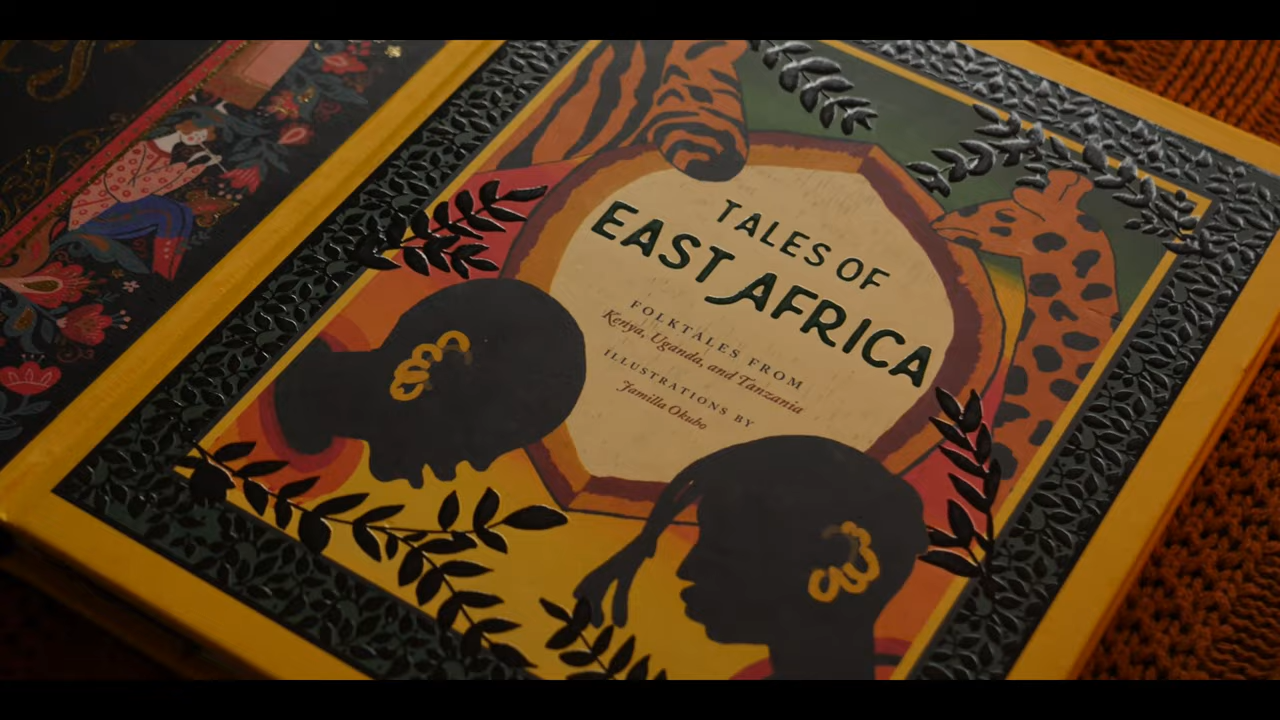 TALES OF
EAST AFRICA
FOLKTALES FROM
Kenya, Uganda, and Tanzania
ILLUSTRATIONS BY
Jamilla Okubo